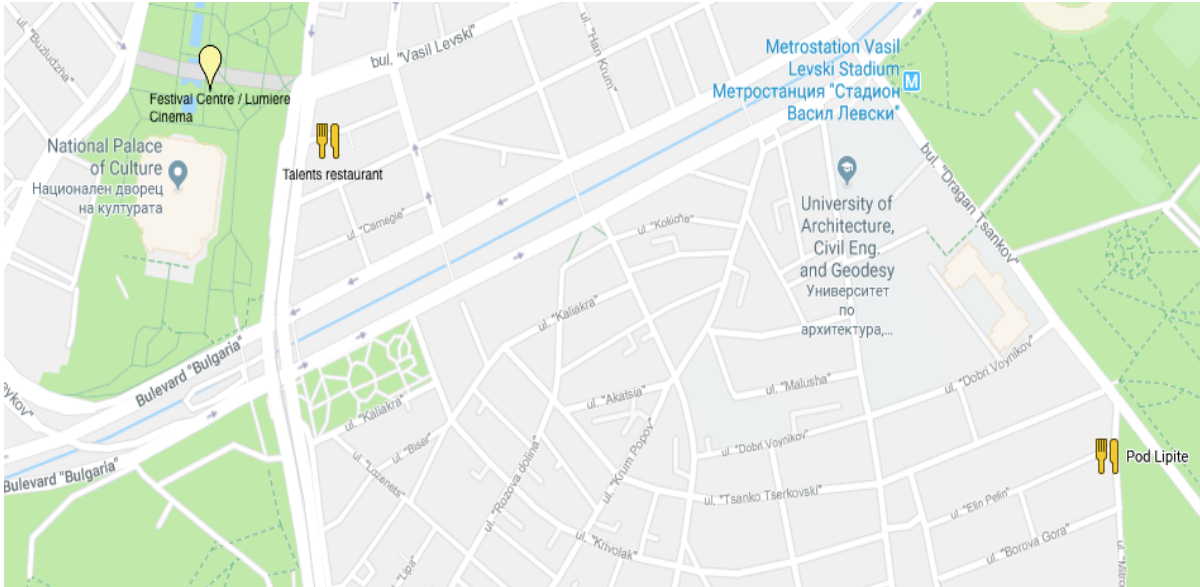 ul. "Buzludzha"
bul. "Vasil Levski"
ul. "Han Krum"
Metrostation Vasil
Levski Stadium
Метростанция "Стадион
Васил Левски"
M
Festival Centre / Lumiere
Cinema
National Palace
of Culture
Национален дворец
на културата
Talents restaurant
ul. "Carnegie"
bul. "Dragan Tsankov"
University of
Architecture,
Civil Eng.
and Geodesy
Университет
по
архитектура,...
ul. "Kokiche"
ul. "Kaliakra"
Bulevard "Bulgaria"
eykov"
ul. "Dobri Voynikov"
ul. "Malusha"
ul. "Akatsia"
ul. "Kaliakra"
ul. "Biser"
ul. "Dobri Voynikov"
ul. "Krum Popov"
Pod Lipite
Bulevard "Bulgaria"
ul. "Lozenets"
ul. "Rozova dolina"
ul. "Tsanko Tserkovski"
ul. "Elin Pelin"
ul. "Krivolak"
ul. "Borova Gora"
"Lipa"